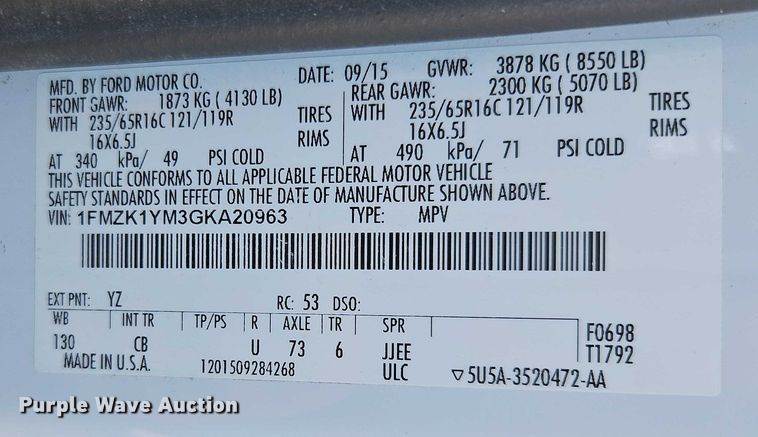 MFD. BY FORD MOTOR CO. DATE: 09/15 GVWR: 3878 KG ( 8550 LB)
FRONT GAWR: 1873 KG ( 4130 LB) REAR GAWR: 2300 KG ( 5070 LB)
WITH 235/65R16C 121/119R TIRES WITH 235/65R16C 121/119R TIRES
16X6.5J RIMS 16X6.5J RIMS
AT 340 kPa/ 49 PSI COLD AT 490 kPa/ 71 PSI COLD
THIS VEHICLE CONFORMS TO ALL APPLICABLE FEDERAL MOTOR VEHICLE
SAFETY STANDARDS IN EFFECT ON THE DATE OF MANUFACTURE SHOWN ABOVE.
VIN: 1FMZK1YM3GKA20963 TYPE: MPV
EXT PNT: YZ RC: 53 DSO:
WB INT TR TP/PS R AXLE TR SPR F0698
130 CB U 73 6 JJEE T1792
MADE IN U.S.A. 1201509284268 ULC ▽5U5A-3520472-AA
Purple Wave Auction